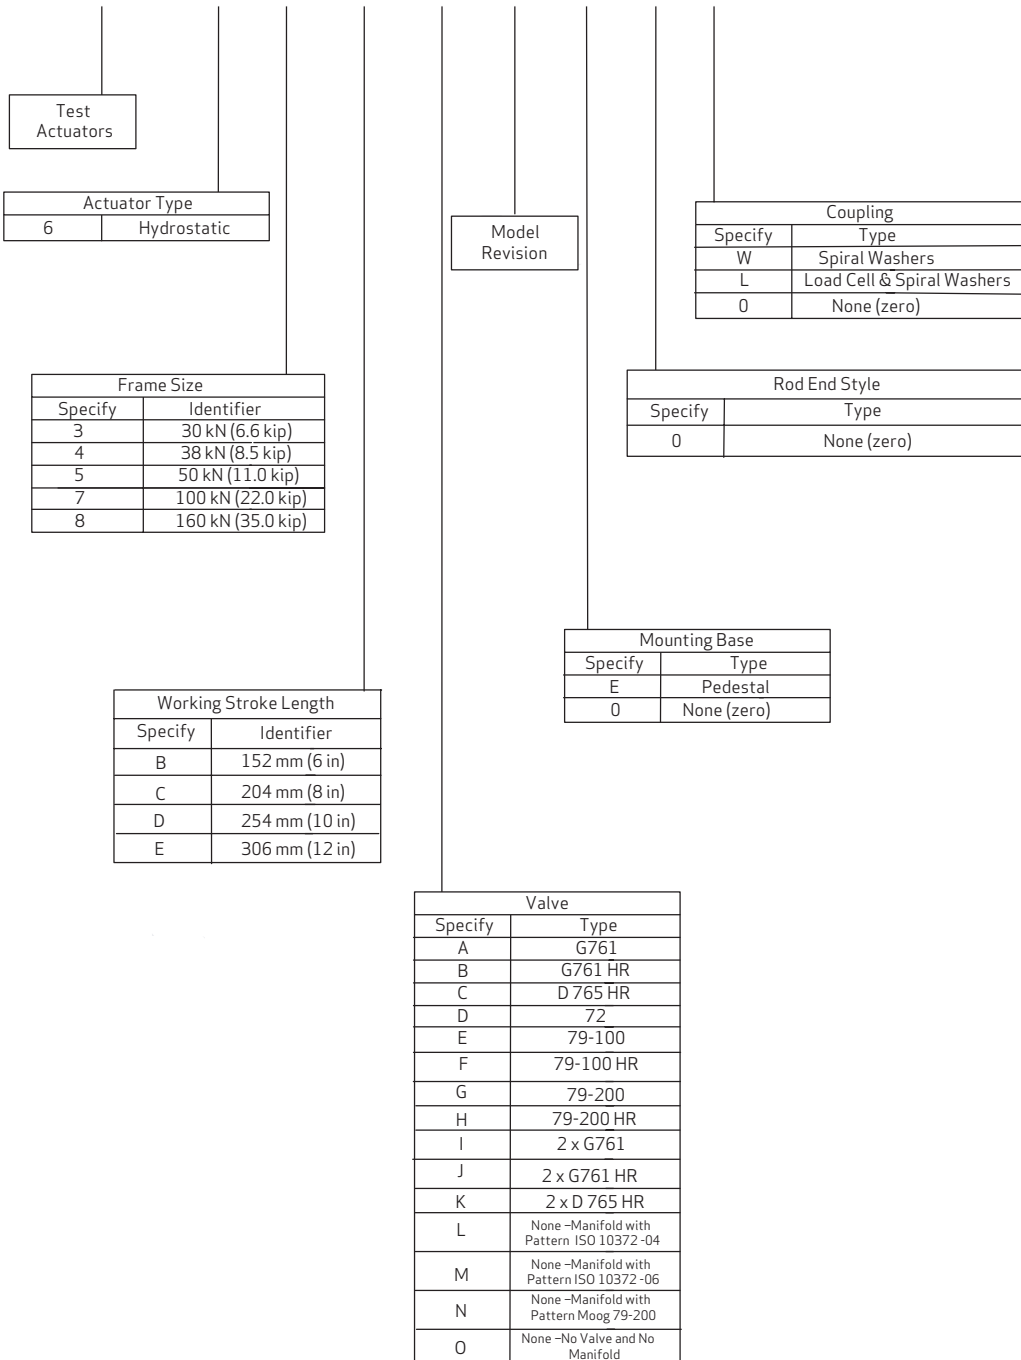 Test
Actuators
Actuator Type
6 Hydrostatic
Model
Revision
Coupling
Specify Type
W Spiral Washers
L Load Cell & Spiral Washers
0 None (zero)
Frame Size
Specify Identifier
3 30 kN (6.6 kip)
4 38 kN (8.5 kip)
5 50 kN (11.0 kip)
7 100 kN (22.0 kip)
8 160 kN (35.0 kip)
Rod End Style
Specify Type
0 None (zero)
Mounting Base
Specify Type
E Pedestal
0 None (zero)
Working Stroke Length
Specify Identifier
B 152 mm (6 in)
C 204 mm (8 in)
D 254 mm (10 in)
E 306 mm (12 in)
Valve
Specify Type
A G761
B G761 HR
C D 765 HR
D 72
E 79-100
F 79-100 HR
G 79-200
H 79-200 HR
I 2 x G761
J 2 x G761 HR
K 2 x D 765 HR
L None –Manifold with
Pattern ISO 10372 -04
M None –Manifold with
Pattern ISO 10372 -06
N None –Manifold with
Pattern Moog 79-200
O None –No Valve and No
Manifold